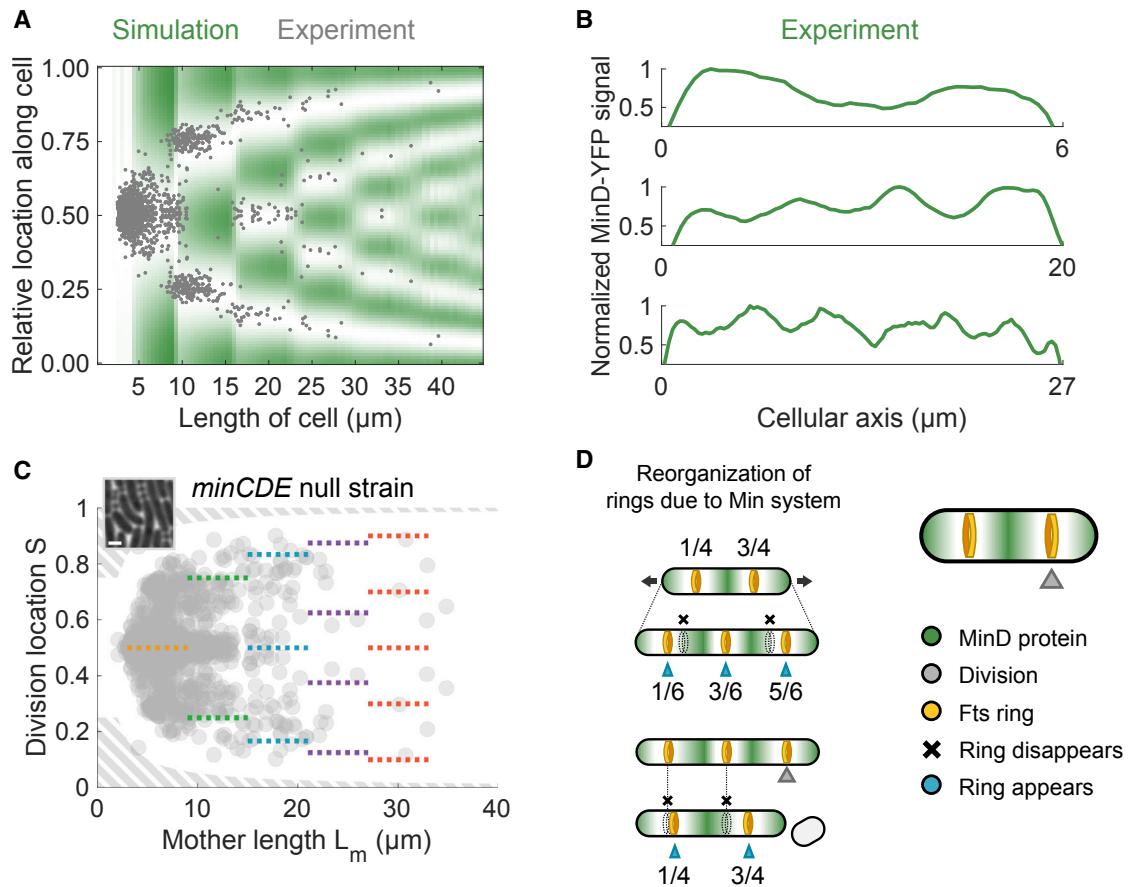 A
Simulation Experiment
Relative location along cell
1.00
0.75
0.50
0.25
0.00
5 10 15 20 25 30 35 40
Length of cell (µm)
B
Experiment
Normalized MinD-YFP signal
1
0.5
0 6
1
0.5
0 20
1
0.5
0 27
Cellular axis (µm)
C
minCDE null strain
Division location S
1
0.8
0.6
0.4
0.2
0
0 10 20 30 40
Mother length Lm (µm)
D
Reorganization of
rings due to Min system
1/4 3/4
1/6 3/6 5/6
1/4 3/4
MinD protein
Division
Fts ring
Ring disappears
Ring appears